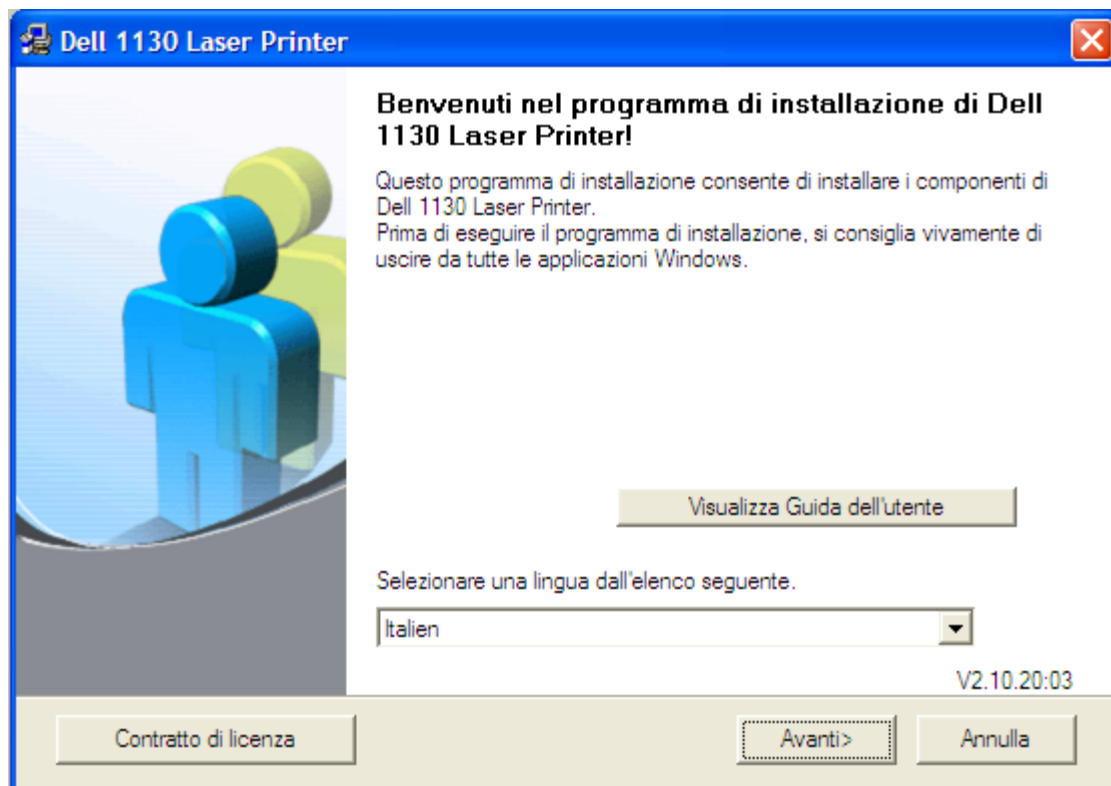 Dell 1130 Laser Printer
Benvenuti nel programma di installazione di Dell
1130 Laser Printer!
Questo programma di installazione consente di installare i componenti di
Dell 1130 Laser Printer.
Prima di eseguire il programma di installazione, si consiglia vivamente di
uscire da tutte le applicazioni Windows.
Visualizza Guida dell'utente
Selezionare una lingua dall'elenco seguente.
Italien
V2.10.20:03
Contratto di licenza
Avanti>
Annulla